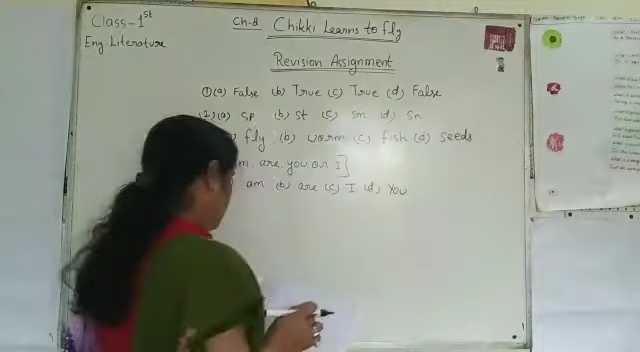 Class-1st
Ch-8 Chikki Learns to fly
Eng. Literature
Revision Assignment
①(a) False (b) True (c) True (d) False
(2)(a) sp (b) st (c) sm (d) sn
fly (b) worm (c) fish (d) seeds
are, you or I]
am (b) are (c) I (d) You